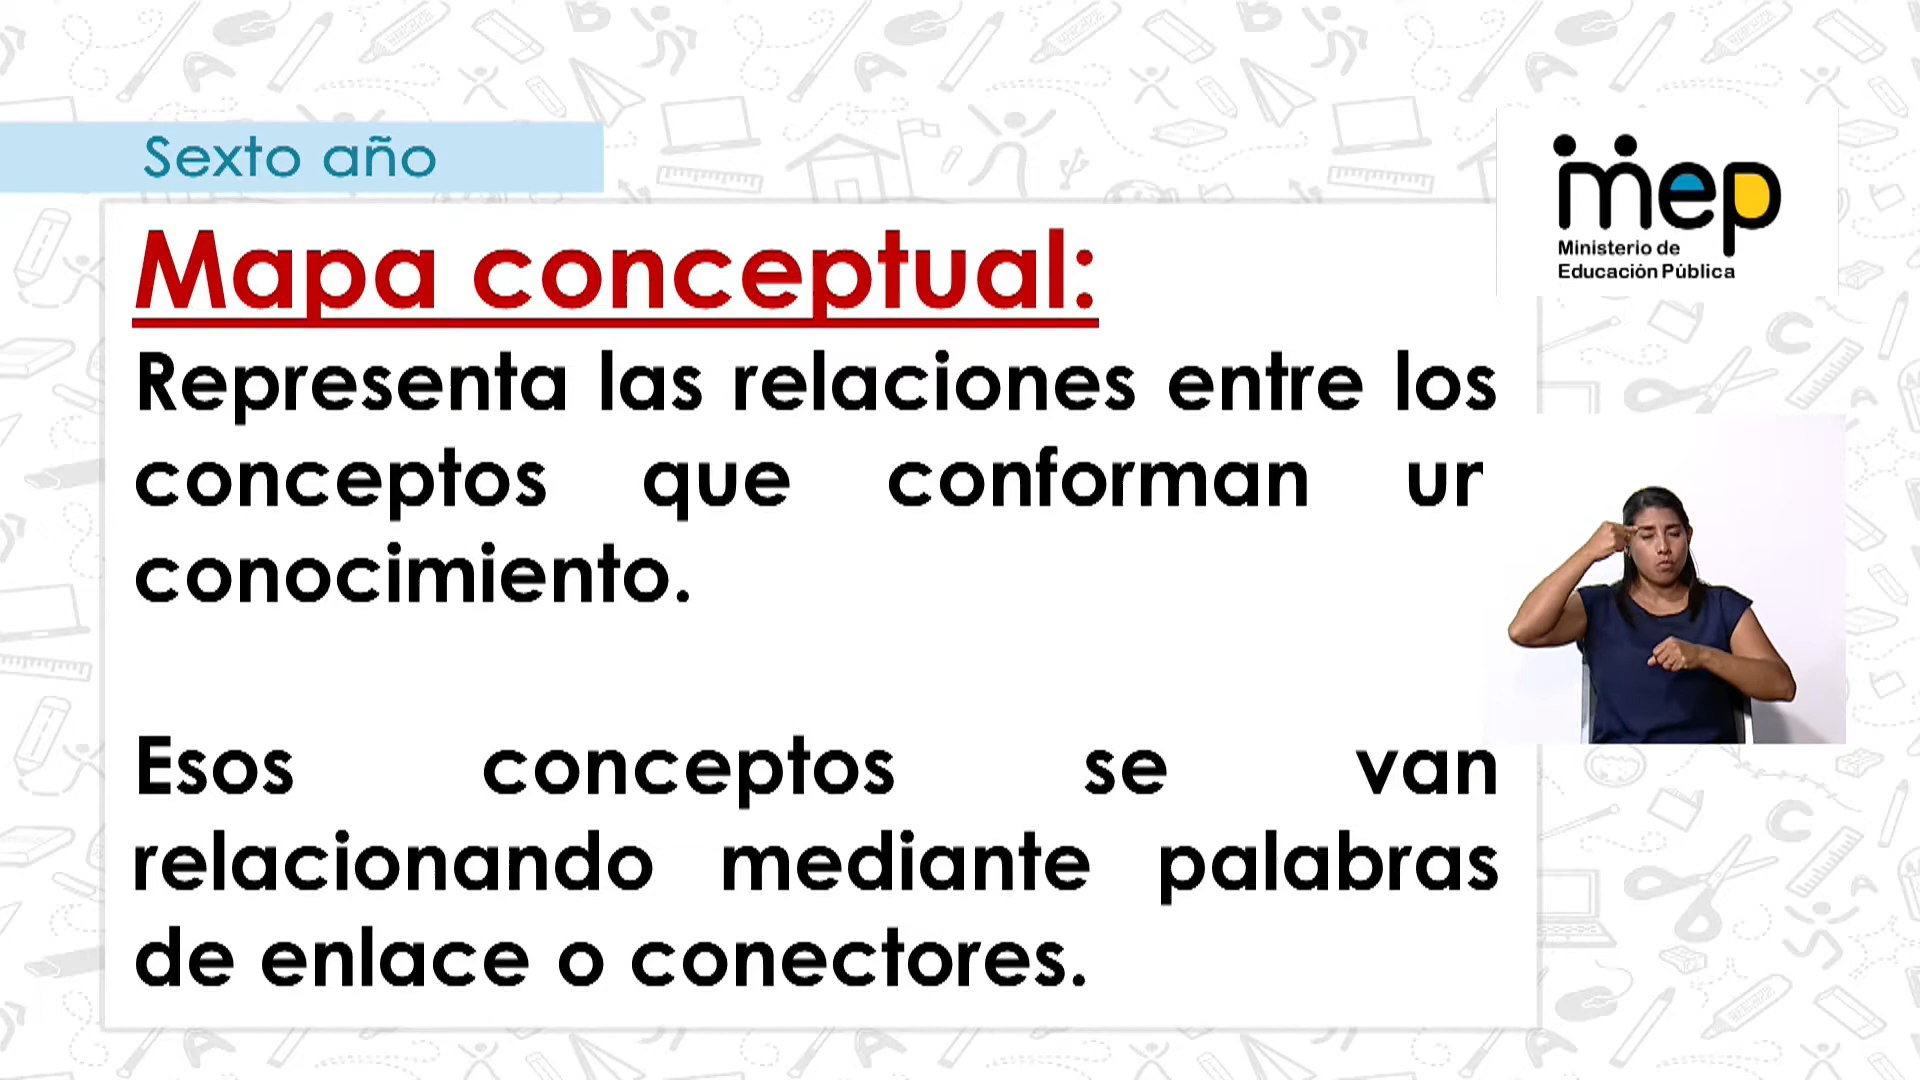 Sexto año
mep
Ministerio de
Educación Pública
Mapa conceptual:
Representa las relaciones entre los
conceptos que conforman
conocimiento.
Esos conceptos se van
relacionando mediante palabras
de enlace o conectores.